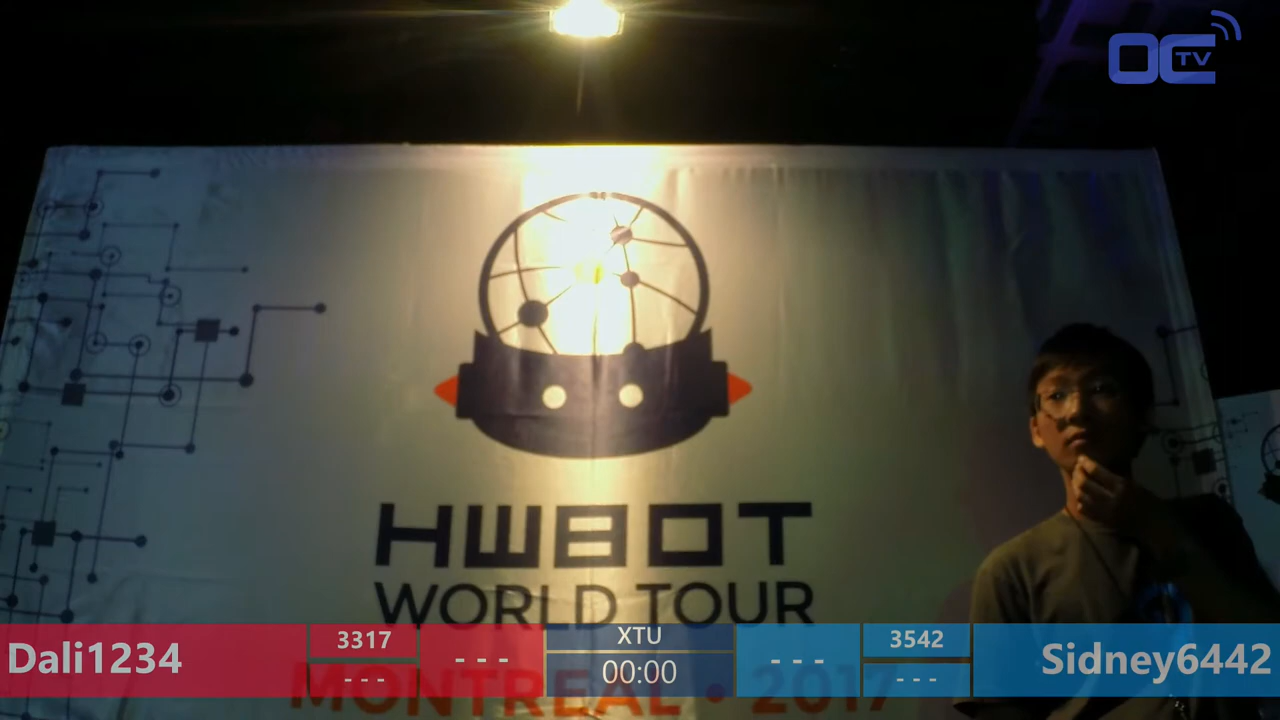 OC TV
HWBOT
WORLD TOUR
MONTREAL • 2017
Dali1234
3317
- - -
- - -
XTU
00:00
- - -
3542
- - -
Sidney6442